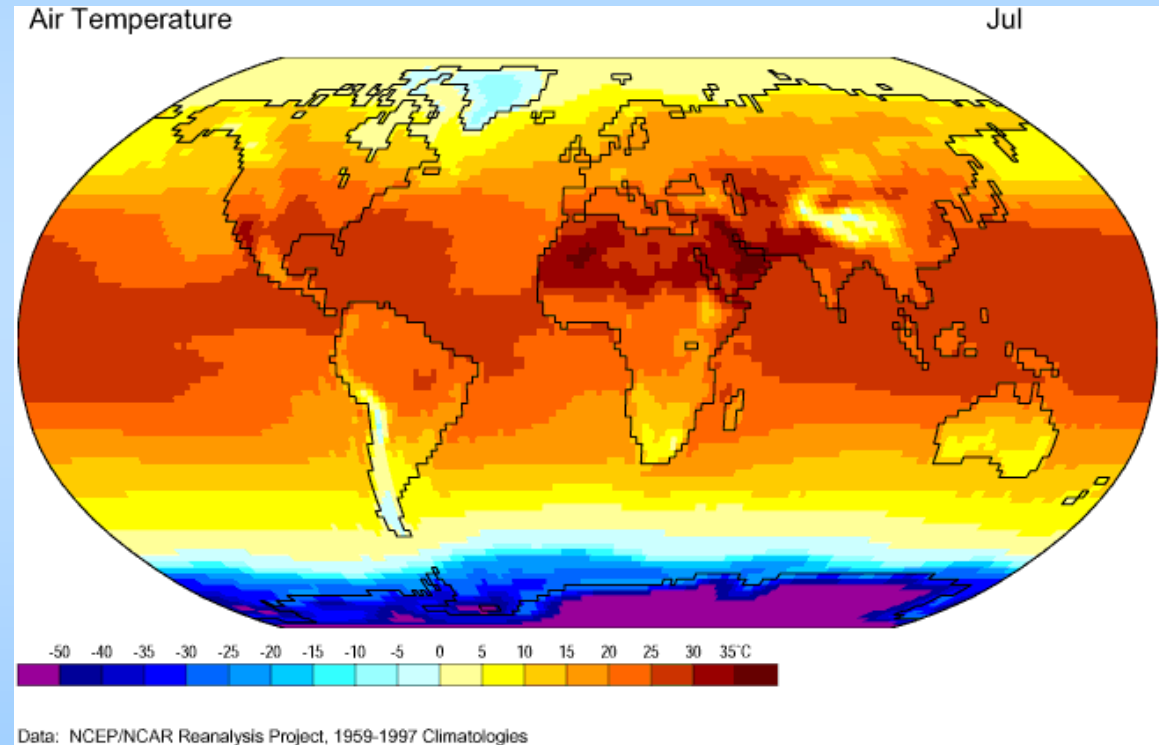 Air Temperature Jul
-50 -40 -35 -30 -25 -20 -15 -10 -5 0 5 10 15 20 25 30 35°C
Data: NCEP/NCAR Reanalysis Project, 1959-1997 Climatologies